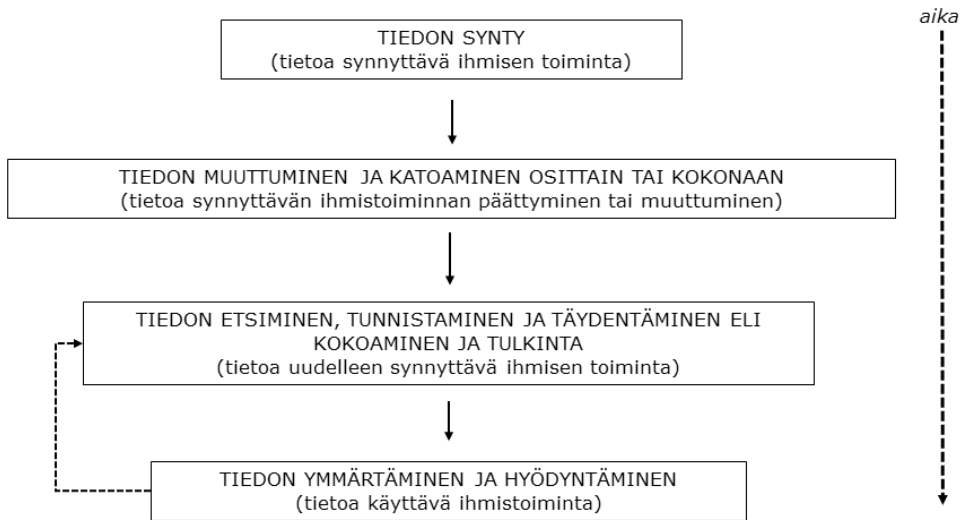 aika
TIEDON SYNTY
(tietoa synnyttävä ihmisen toiminta)
TIEDON MUUTTUMINEN JA KATOAMINEN OSITTAIN TAI KOKONAAN
(tietoa synnyttävän ihmistoiminnan päättyminen tai muuttuminen)
TIEDON ETSIMINEN, TUNNISTAMINEN JA TÄYDENTÄMINEN ELI
KOKOAMINEN JA TULKINTA
(tietoa uudelleen synnyttävä ihmisen toiminta)
TIEDON YMMÄRTÄMINEN JA HYÖDYNTÄMINEN
(tietoa käyttävä ihmistoiminta)